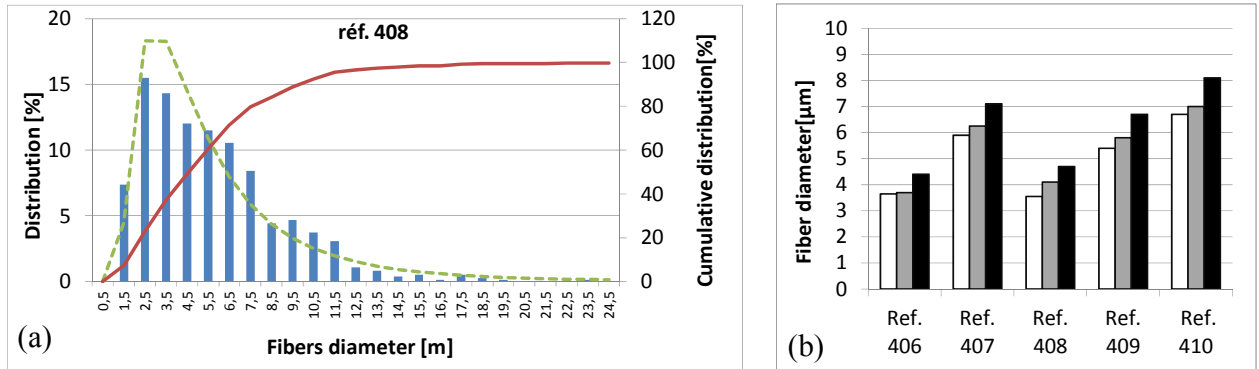 réf. 408
Distribution [%]
20
15
10
5
0
120
100
80
60
40
20
0
Cumulative distribution[%]
0,5 1,5 2,5 3,5 4,5 5,5 6,5 7,5 8,5 9,5 10,5 11,5 12,5 13,5 14,5 15,5 16,5 17,5 18,5 19,5 20,5 21,5 22,5 23,5 24,5
Fibers diameter [m]
(a)
Fiber diameter[µm]
10
9
8
7
6
5
4
3
2
1
0
Ref. Ref. Ref. Ref. Ref.
406 407 408 409 410
(b)